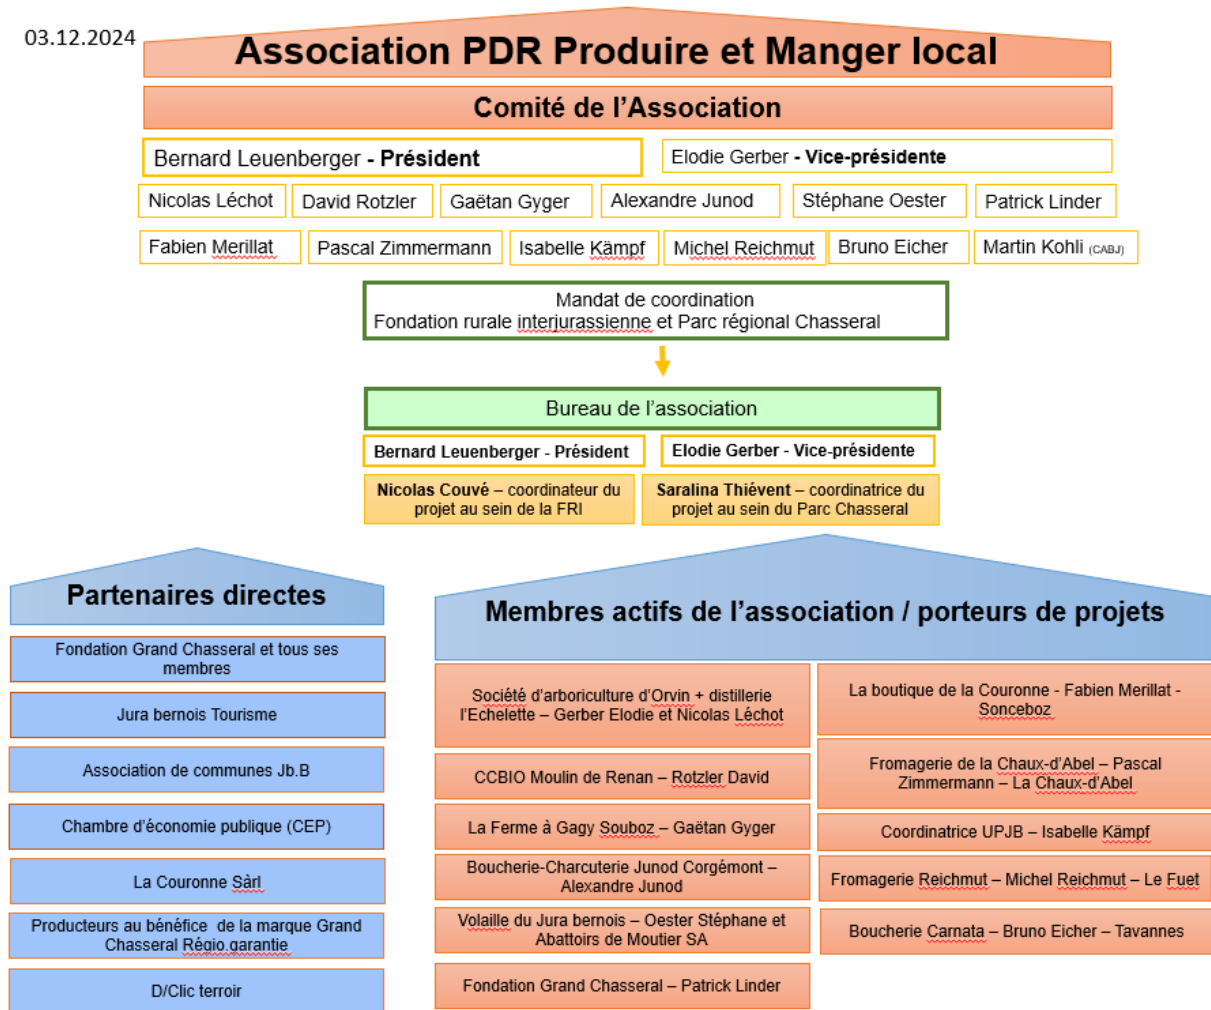 03.12.2024
Association PDR Produire et Manger local
Comité de l'Association
Bernard Leuenberger - Président
Elodie Gerber - Vice-présidente
Nicolas Léchot
David Rotzler
Gaëtan Gyger
Alexandre Junod
Stéphane Oester
Patrick Linder
Fabien Merillat
Pascal Zimmermann
Isabelle Kämpf
Michel Reichmut
Bruno Eicher
Martin Kohli (CABJ)
Mandat de coordination
Fondation rurale interjurassienne et Parc régional Chasseral
Bureau de l'association
Bernard Leuenberger - Président
Elodie Gerber - Vice-présidente
Nicolas Couvé – coordinateur du
projet au sein de la FRI
Saralina Thiévent – coordinatrice du
projet au sein du Parc Chasseral
Partenaires directes
Fondation Grand Chasseral et tous ses
membres
Jura bernois Tourisme
Association de communes Jb.B
Chambre d'économie publique (CEP)
La Couronne Sàrl
Producteurs au bénéfice de la marque Grand
Chasseral Régio.garantie
D/Clic terroir
Membres actifs de l'association / porteurs de projets
Société d'arboriculture d'Orvin + distillerie
l'Echelette – Gerber Elodie et Nicolas Léchot
CCBIO Moulin de Renan – Rotzler David
La Ferme à Gagy Souboz – Gaëtan Gyger
Boucherie-Charcuterie Junod Corgémont –
Alexandre Junod
Volaille du Jura bernois – Oester Stéphane et
Abattoirs de Moutier SA
Fondation Grand Chasseral – Patrick Linder
La boutique de la Couronne - Fabien Merillat -
Sonceboz
Fromagerie de la Chaux-d'Abel – Pascal
Zimmermann – La Chaux-d'Abel
Coordinatrice UPJB – Isabelle Kämpf
Fromagerie Reichmut – Michel Reichmut – Le Fuet
Boucherie Carnata – Bruno Eicher – Tavannes